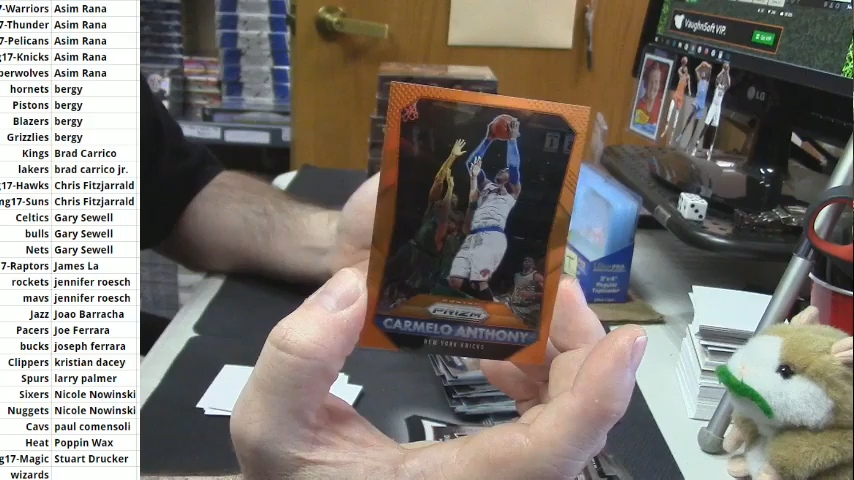 7-Warriors Asim Rana
7-Thunder Asim Rana
7-Pelicans Asim Rana
g17-Knicks Asim Rana
berwolves Asim Rana
hornets bergy
Pistons bergy
Blazers bergy
Grizzlies bergy
Kings Brad Carrico
lakers brad carrico jr.
g17-Hawks Chris Fitzjarrald
ng17-Suns Chris Fitzjarrald
Celtics Gary Sewell
bulls Gary Sewell
Nets Gary Sewell
7-Raptors James La
rockets jennifer roesch
mavs jennifer roesch
Jazz Joao Barracha
Pacers Joe Ferrara
bucks joseph ferrara
Clippers kristian dacey
Spurs larry palmer
Sixers Nicole Nowinski
Nuggets Nicole Nowinski
Cavs paul comensoli
Heat Poppin Wax
g17-Magic Stuart Drucker
wizards
VaughnSoft VIP.
LG
PRIZM
CARMELO ANTHONY
NEW YORK KNICKS